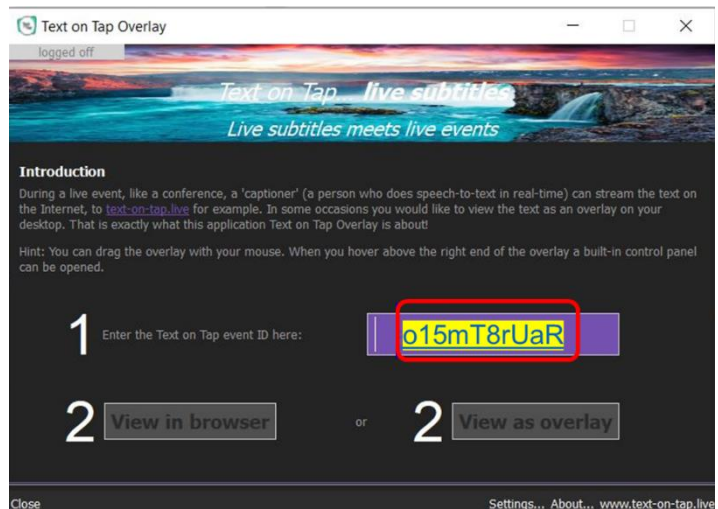 Text on Tap Overlay
logged off
Text on Tap live subtitles
Live subtitles meets live events
Introduction
During a live event, like a conference, a 'captioner' (a person who does speech-to-text in real-time) can stream the text on
the Internet, to text-on-tap.live for example. In some occasions you would like to view the text as an overlay on your
desktop. That is exactly what this application Text on Tap Overlay is about!
Hint: You can drag the overlay with your mouse. When you hover above the right end of the overlay a built-in control panel
can be opened.
1 Enter the Text on Tap event ID here: o15mT8rUaR
2 View in browser or 2 View as overlay
Close Settings... About... www.text-on-tap.live